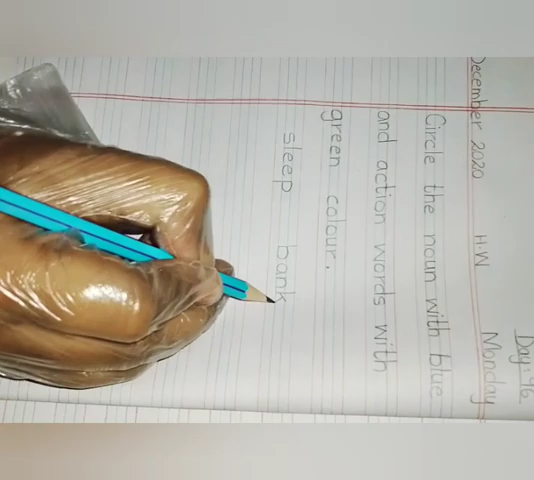 Day: 96
Monday
December 2020 H.W
Circle the noun with blue
and action words with
green colour.
sleep bank